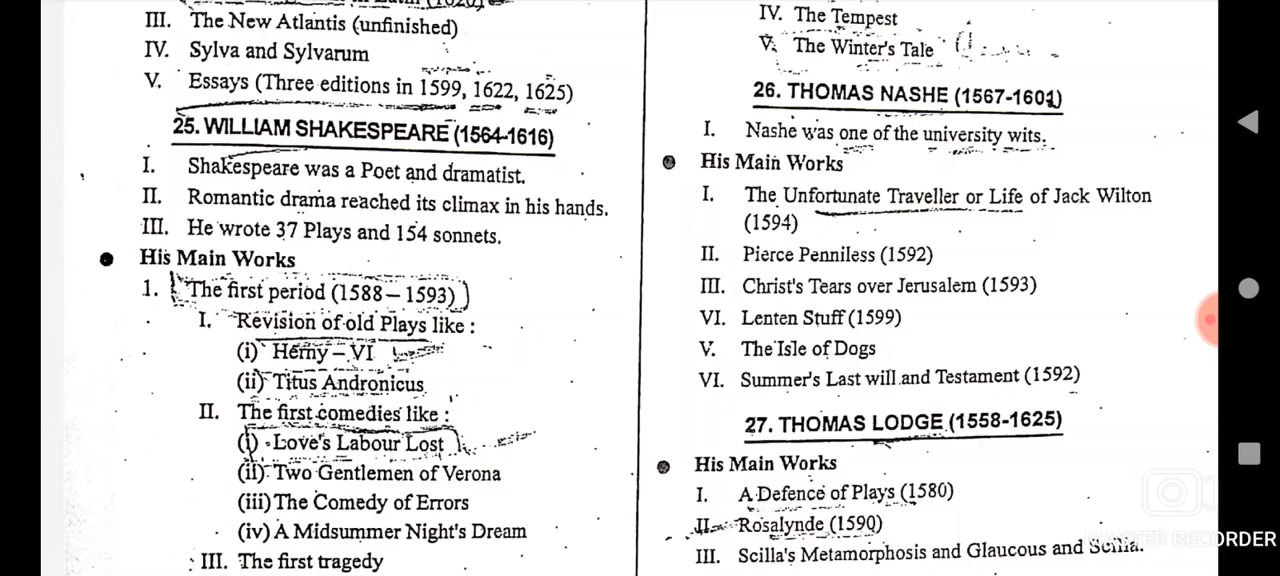 III. The New Atlantis (unfinished)
IV. Sylva and Sylvarum
V. Essays (Three editions in 1599, 1622, 1625)
25. WILLIAM SHAKESPEARE (1564-1616)
I. Shakespeare was a Poet and dramatist.
II. Romantic drama reached its climax in his hands.
III. He wrote 37 Plays and 154 sonnets.
● His Main Works
1. The first period (1588 – 1593)
I. Revision of old Plays like :
(i) Herny – VI
(ii) Titus Andronicus
II. The first comedies like :
(i) Love's Labour Lost
(ii) Two Gentlemen of Verona
(iii) The Comedy of Errors
(iv) A Midsummer Night's Dream
III. The first tragedy
IV. The Tempest
V. The Winter's Tale
26. THOMAS NASHE (1567-1601)
I. Nashe was one of the university wits.
● His Main Works
I. The Unfortunate Traveller or Life of Jack Wilton
(1594)
II. Pierce Penniless (1592)
III. Christ's Tears over Jerusalem (1593)
VI. Lenten Stuff (1599)
V. The Isle of Dogs
VI. Summer's Last will and Testament (1592)
27. THOMAS LODGE (1558-1625)
● His Main Works
I. A Defence of Plays (1580)
II. Rosalynde (1590)
III. Scilla's Metamorphosis and Glaucous and Scilla.
MASTER RECORDER